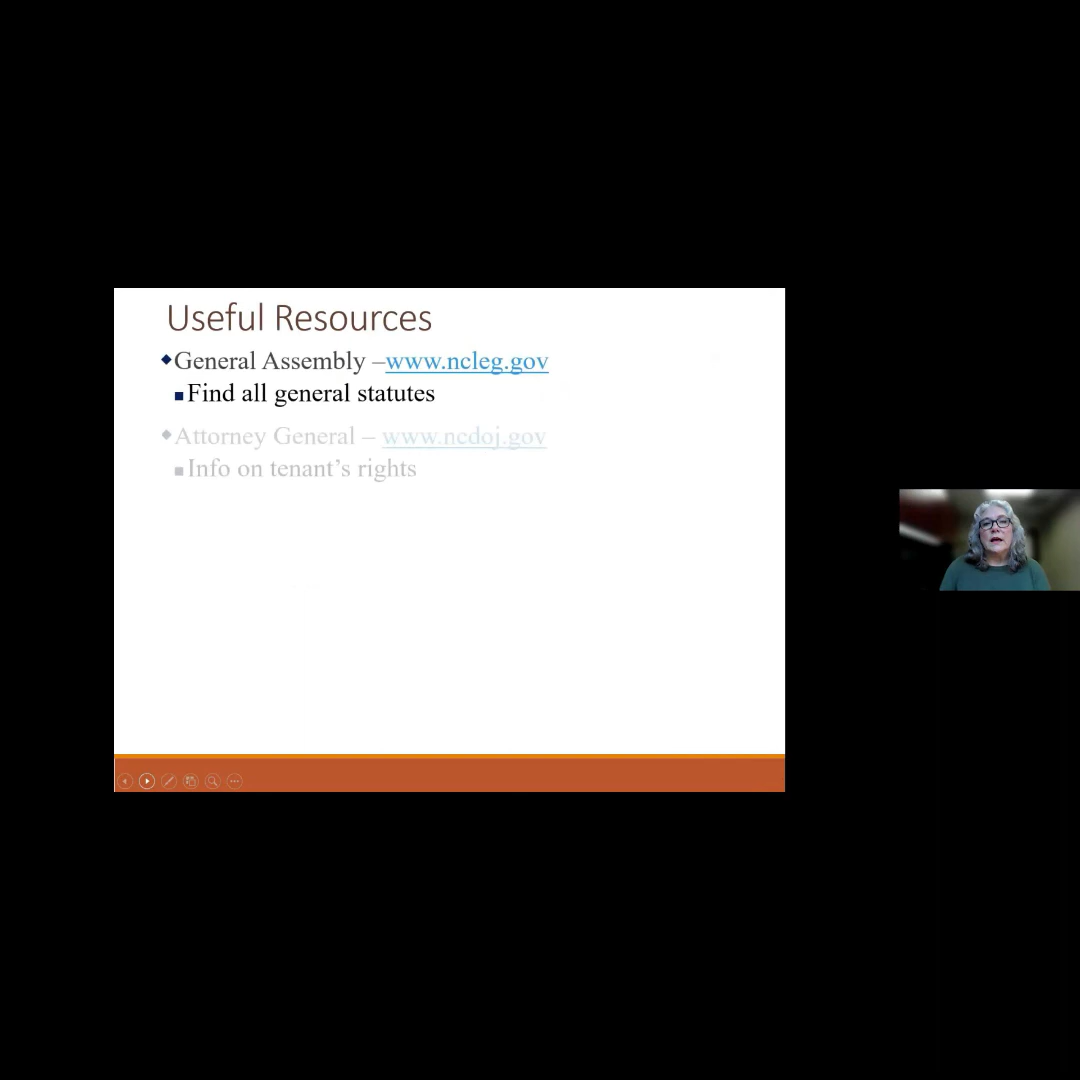 Useful Resources
General Assembly –www.ncleg.gov
Find all general statutes
Attorney General – www.ncdoj.gov
Info on tenant’s rights